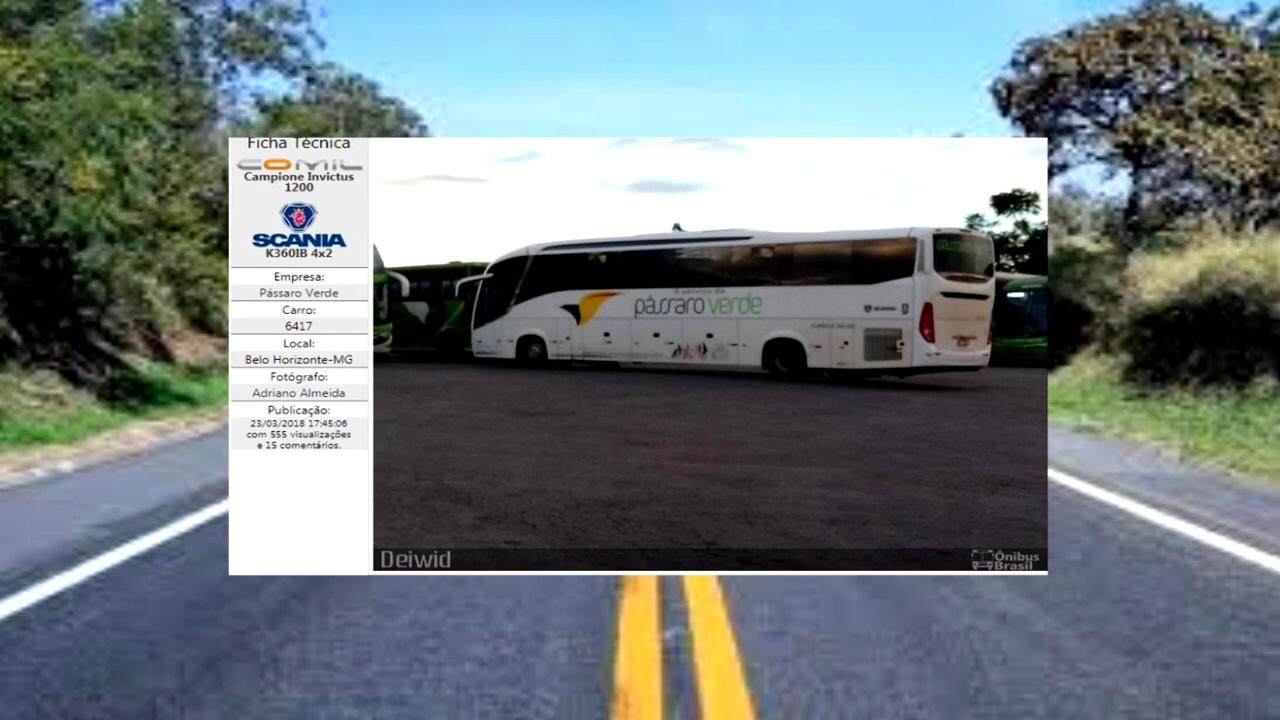 Ficha Técnica
COMIL
Campione Invictus
1200
SCANIA
K360IB 4x2
Empresa:
Pássaro Verde
Carro:
6417
Local:
Belo Horizonte-MG
Fotógrafo:
Adriano Almeida
Publicação:
23/03/2018 17:45:06
com 555 visualizações
e 15 comentários.
A serviço da
pássaro verde
Deiwid
Ônibus
Brasil